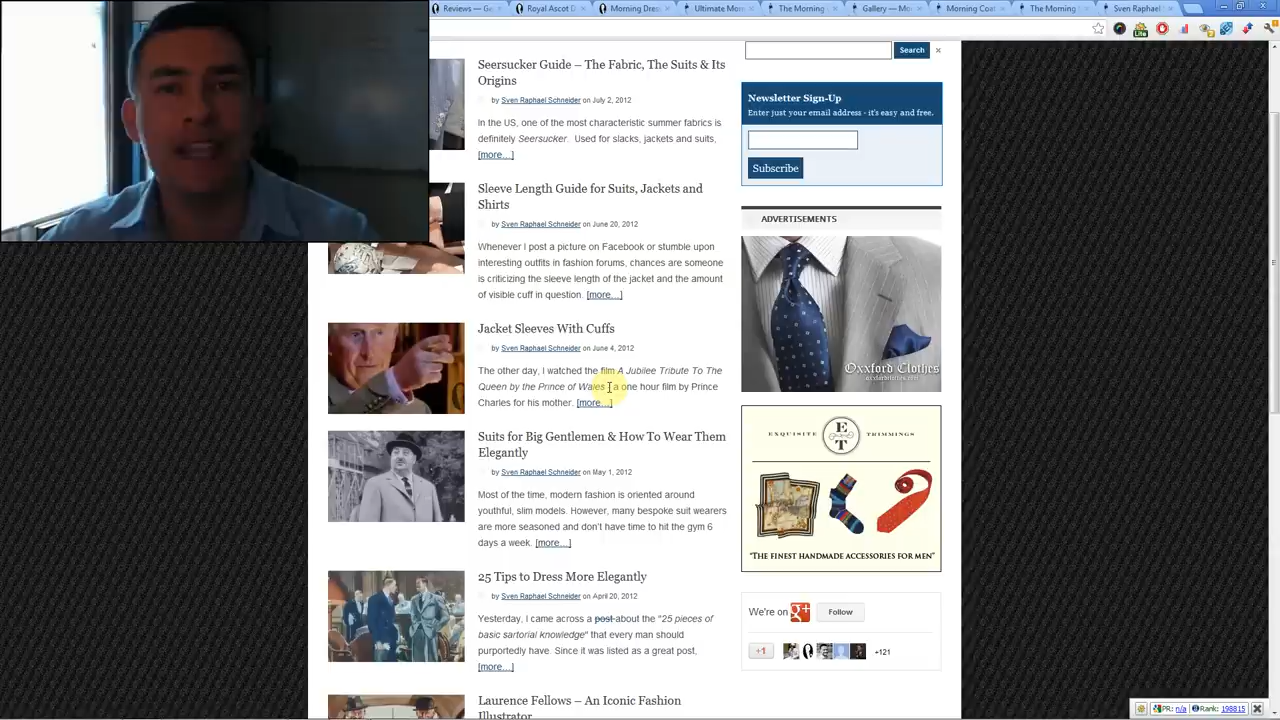 Reviews — Ge
Royal Ascot D
Morning Dres
Ultimate Mor
The Morning
Gallery — Mo
Morning Coat
The Morning
Sven Raphael
Search
Lite
Seersucker Guide – The Fabric, The Suits & Its
Origins
by Sven Raphael Schneider on July 2, 2012
In the US, one of the most characteristic summer fabrics is
definitely Seersucker. Used for slacks, jackets and suits,
[more…]
Sleeve Length Guide for Suits, Jackets and
Shirts
by Sven Raphael Schneider on June 20, 2012
Whenever I post a picture on Facebook or stumble upon
interesting outfits in fashion forums, chances are someone
is criticizing the sleeve length of the jacket and the amount
of visible cuff in question. [more…]
Jacket Sleeves With Cuffs
by Sven Raphael Schneider on June 4, 2012
The other day, I watched the film A Jubilee Tribute To The
Queen by the Prince of Wales a one hour film by Prince
Charles for his mother. [more…]
Suits for Big Gentlemen & How To Wear Them
Elegantly
by Sven Raphael Schneider on May 1, 2012
Most of the time, modern fashion is oriented around
youthful, slim models. However, many bespoke suit wearers
are more seasoned and don't have time to hit the gym 6
days a week. [more…]
25 Tips to Dress More Elegantly
by Sven Raphael Schneider on April 20, 2012
Yesterday, I came across a post about the "25 pieces of
basic sartorial knowledge" that every man should
purportedly have. Since it was listed as a great post,
[more…]
Laurence Fellows – An Iconic Fashion
Illustrator
Newsletter Sign-Up
Enter just your email address - it's easy and free.
Subscribe
ADVERTISEMENTS
Oxxford Clothes
oxxfordclothes.com
EXQUISITE ET TRIMMINGS
"THE FINEST HANDMADE ACCESSORIES FOR MEN"
We're on g+ Follow
+1
+121
PR: n/a Rank: 198815